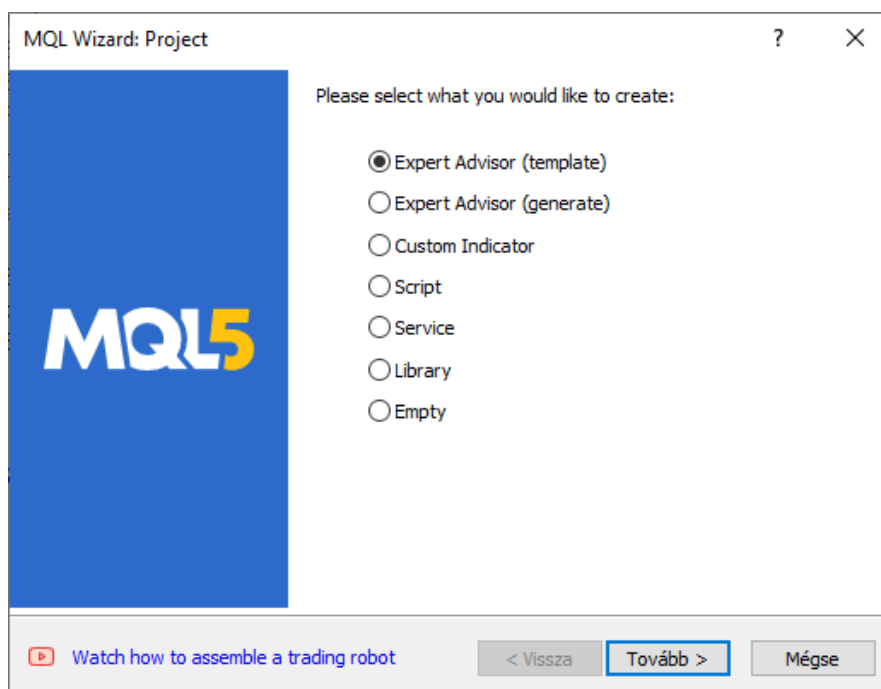 MQL Wizard: Project
?
Please select what you would like to create:
Expert Advisor (template)
Expert Advisor (generate)
Custom Indicator
Script
Service
Library
Empty
MQL5
Watch how to assemble a trading robot
< Vissza
Tovább >
Mégse